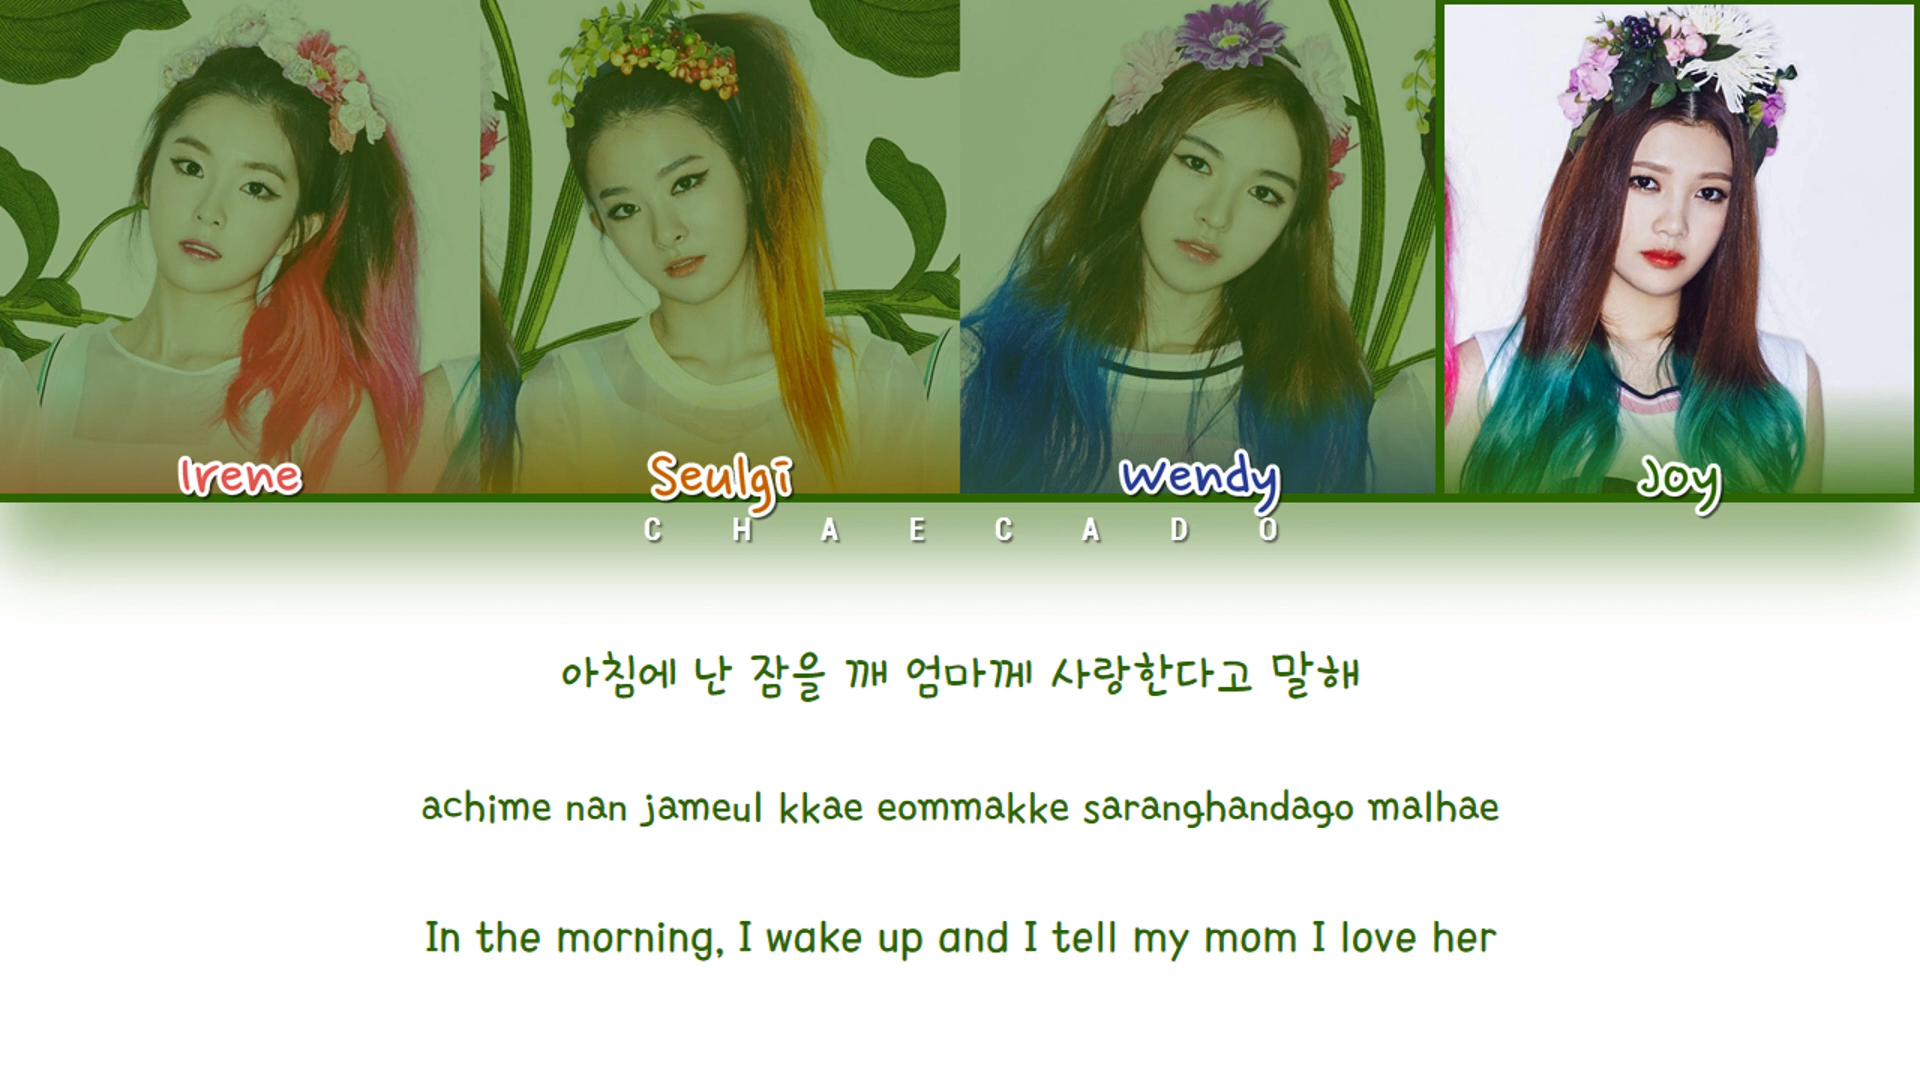 Irene
Seulgi
Wendy
Joy
CHAECADO
아침에 난 잠을 깨 엄마께 사랑한다고 말해
achime nan jameul kkae eommakke saranghandago malhae
In the morning, I wake up and I tell my mom I love her